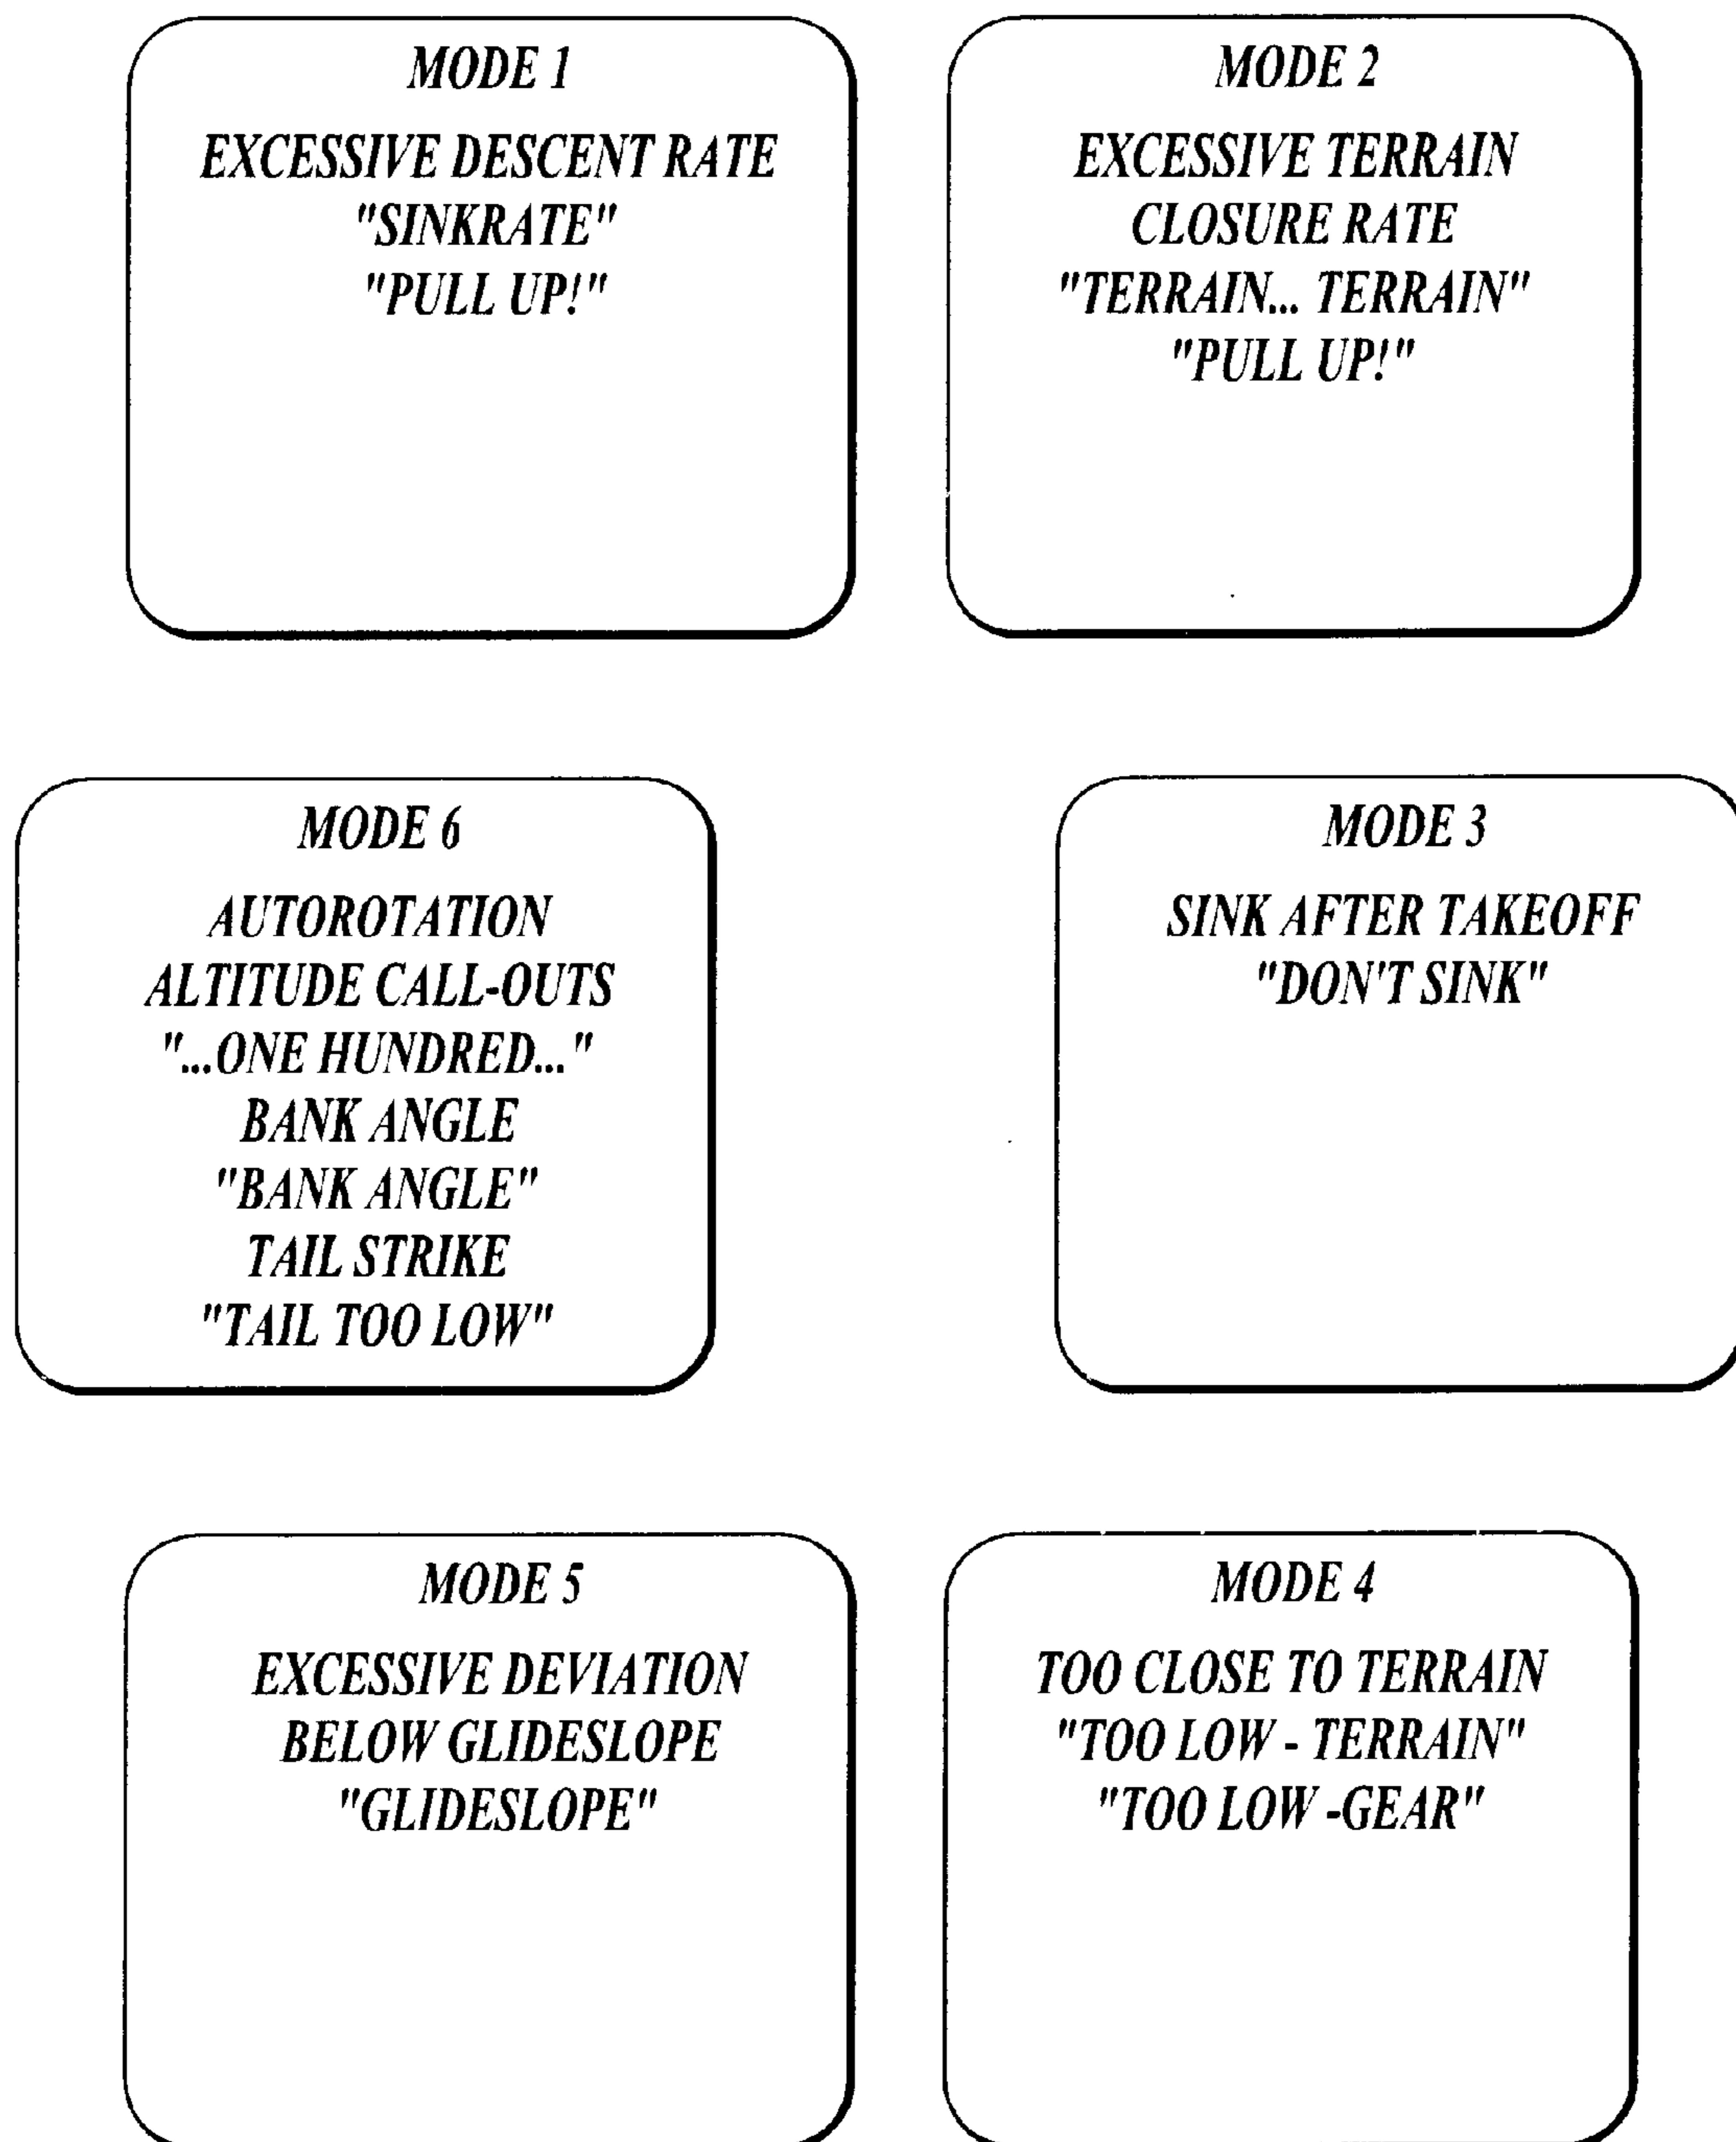 MODE 1
EXCESSIVE DESCENT RATE
"SINKRATE"
"PULL UP!"
MODE 2
EXCESSIVE TERRAIN
CLOSURE RATE
"TERRAIN... TERRAIN"
"PULL UP!"
MODE 6
AUTOROTATION
ALTITUDE CALL-OUTS
"...ONE HUNDRED..."
BANK ANGLE
"BANK ANGLE"
TAIL STRIKE
"TAIL TOO LOW"
MODE 3
SINK AFTER TAKEOFF
"DON'T SINK"
MODE 5
EXCESSIVE DEVIATION
BELOW GLIDESLOPE
"GLIDESLOPE"
MODE 4
TOO CLOSE TO TERRAIN
"TOO LOW - TERRAIN"
"TOO LOW -GEAR"